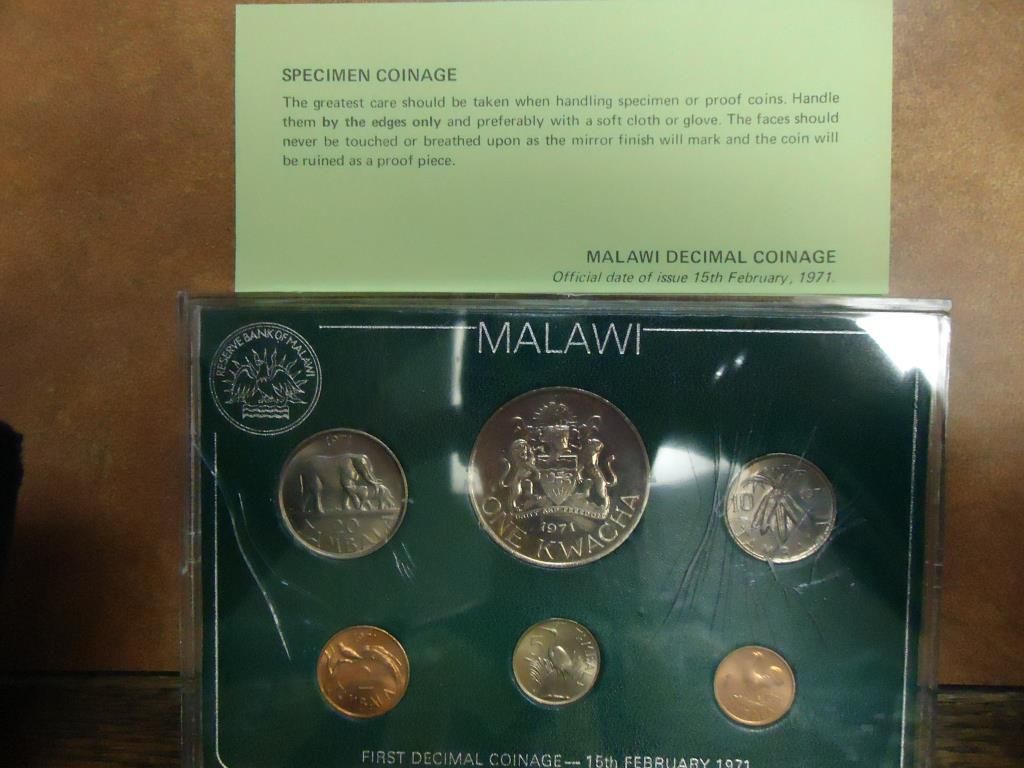 SPECIMEN COINAGE
The greatest care should be taken when handling specimen or proof coins. Handle
them by the edges only and preferably with a soft cloth or glove. The faces should
never be touched or breathed upon as the mirror finish will mark and the coin will
be ruined as a proof piece.
MALAWI DECIMAL COINAGE
Official date of issue 15th February, 1971.
MALAWI
RESERVE BANK OF MALAWI
1971
20
TAMBALA
UNITY AND FREEDOM
1971
ONE KWACHA
10
TAMBALA
5
FIRST DECIMAL COINAGE — 15th FEBRUARY 1971